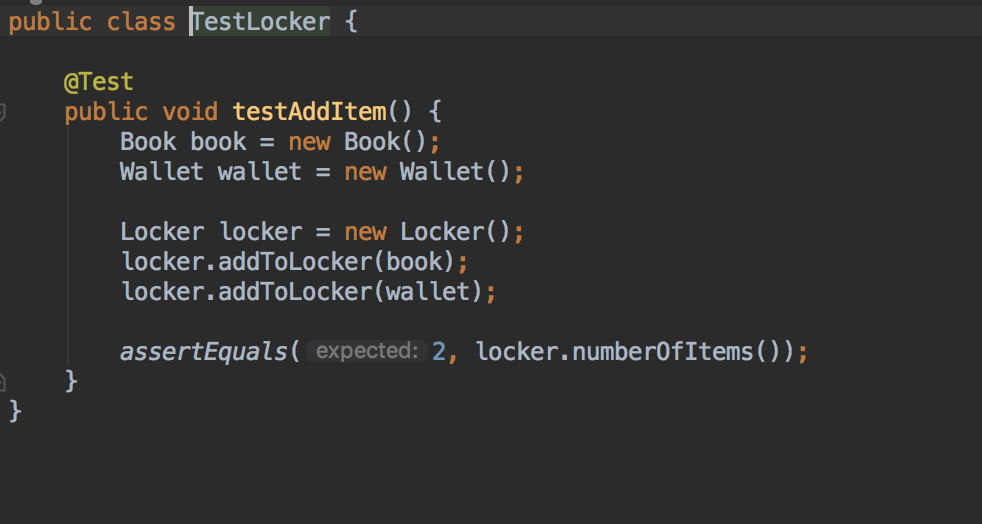 public class TestLocker {
@Test
public void testAddItem() {
Book book = new Book();
Wallet wallet = new Wallet();
Locker locker = new Locker();
locker.addToLocker(book);
locker.addToLocker(wallet);
assertEquals( expected: 2, locker.numberOfItems());
}
}